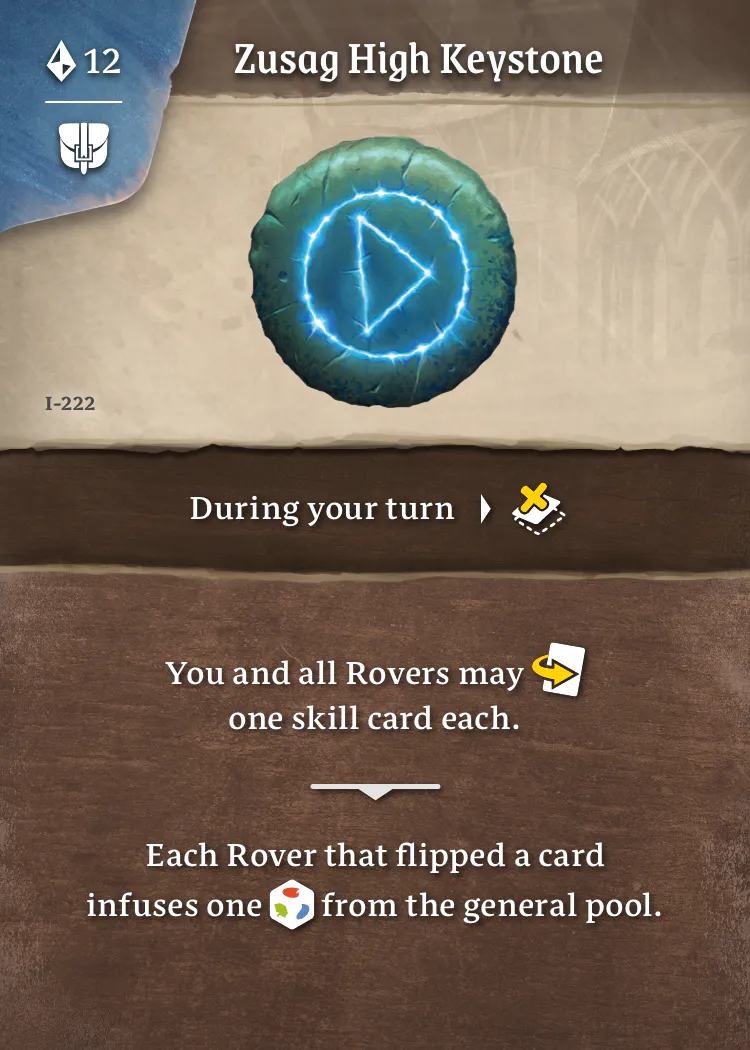 12
Zusag High Keystone
I-222
During your turn
You and all Rovers may
one skill card each.
Each Rover that flipped a card
infuses one from the general pool.